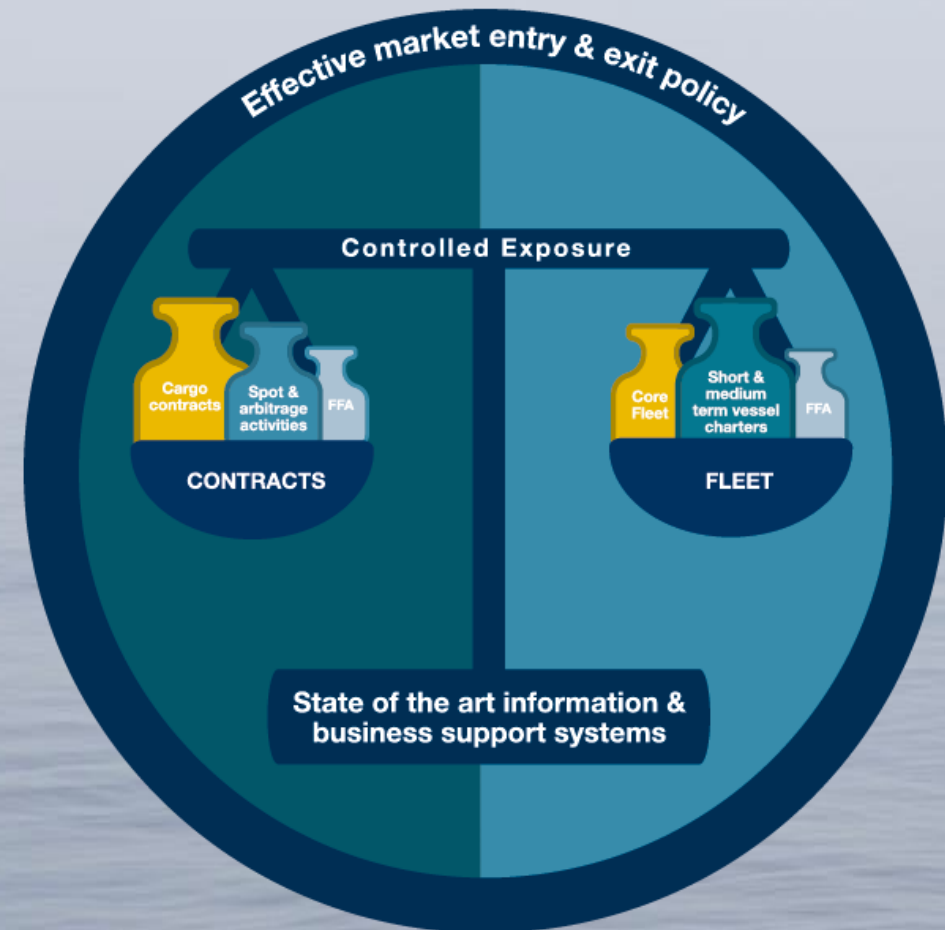 Effective market entry & exit policy
Controlled Exposure
Cargo
contracts
Spot &
arbitrage
activities
FFA
CONTRACTS
Core
Fleet
Short &
medium
term vessel
charters
FFA
FLEET
State of the art information &
business support systems